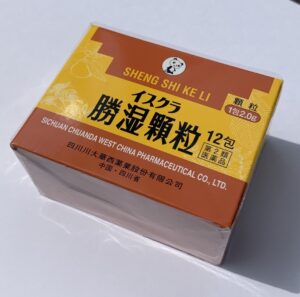 SHENG SHI KE LI
顆粒
1包2.0g
イスクラ
勝湿顆粒
12包
第2類
医薬品
SICHUAN CHUANDA WEST CHINA PHARMACEUTICAL CO., LTD.
四川川大華西薬業股份有限公司
中国・四川省